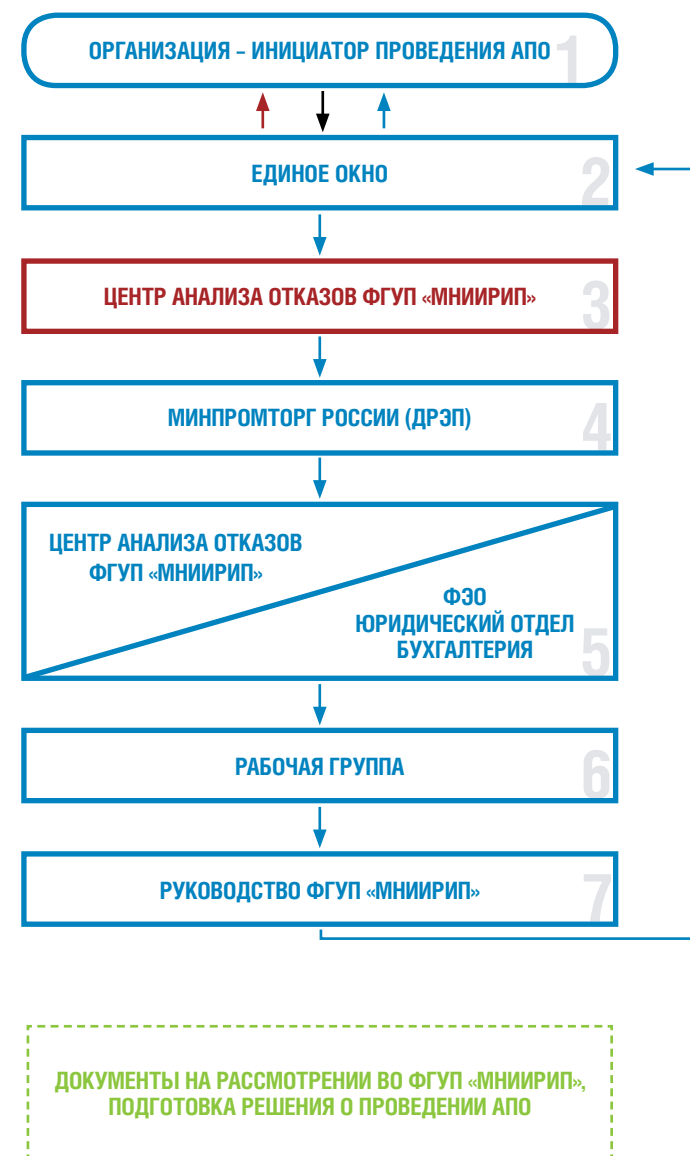 ОРГАНИЗАЦИЯ – ИНИЦИАТОР ПРОВЕДЕНИЯ АПО
1
ЕДИНОЕ ОКНО
2
ЦЕНТР АНАЛИЗА ОТКАЗОВ ФГУП «МНИИРИП»
3
МИНПРОМТОРГ РОССИИ (ДРЭП)
4
ЦЕНТР АНАЛИЗА ОТКАЗОВ
ФГУП «МНИИРИП»
ФЭО
ЮРИДИЧЕСКИЙ ОТДЕЛ
БУХГАЛТЕРИЯ
5
РАБОЧАЯ ГРУППА
6
РУКОВОДСТВО ФГУП «МНИИРИП»
7
ДОКУМЕНТЫ НА РАССМОТРЕНИИ ВО ФГУП «МНИИРИП»,
ПОДГОТОВКА РЕШЕНИЯ О ПРОВЕДЕНИИ АПО